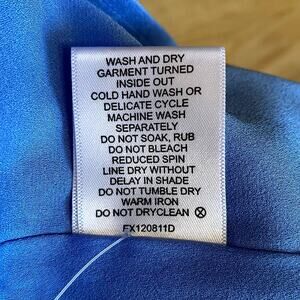 WASH AND DRY
GARMENT TURNED
INSIDE OUT
COLD HAND WASH OR
DELICATE CYCLE
MACHINE WASH
SEPARATELY
DO NOT SOAK, RUB
DO NOT BLEACH
REDUCED SPIN
LINE DRY WITHOUT
DELAY IN SHADE
DO NOT TUMBLE DRY
WARM IRON
DO NOT DRYCLEAN
FX120811D